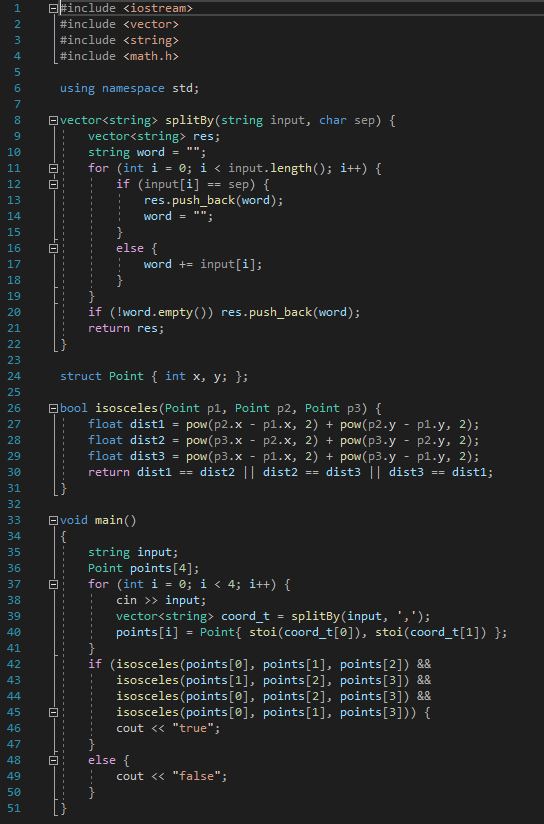 1 #include <iostream>
2 #include <vector>
3 #include <string>
4 #include <math.h>
5
6 using namespace std;
7
8 vector<string> splitBy(string input, char sep) {
9     vector<string> res;
10     string word = "";
11     for (int i = 0; i < input.length(); i++) {
12         if (input[i] == sep) {
13             res.push_back(word);
14             word = "";
15         }
16         else {
17             word += input[i];
18         }
19     }
20     if (!word.empty()) res.push_back(word);
21     return res;
22 }
23
24 struct Point { int x, y; };
25
26 bool isosceles(Point p1, Point p2, Point p3) {
27     float dist1 = pow(p2.x - p1.x, 2) + pow(p2.y - p1.y, 2);
28     float dist2 = pow(p3.x - p2.x, 2) + pow(p3.y - p2.y, 2);
29     float dist3 = pow(p3.x - p1.x, 2) + pow(p3.y - p1.y, 2);
30     return dist1 == dist2 || dist2 == dist3 || dist3 == dist1;
31 }
32
33 void main()
34 {
35     string input;
36     Point points[4];
37     for (int i = 0; i < 4; i++) {
38         cin >> input;
39         vector<string> coord_t = splitBy(input, ',');
40         points[i] = Point{ stoi(coord_t[0]), stoi(coord_t[1]) };
41     }
42     if (isosceles(points[0], points[1], points[2]) &&
43         isosceles(points[1], points[2], points[3]) &&
44         isosceles(points[0], points[2], points[3]) &&
45         isosceles(points[0], points[1], points[3])) {
46         cout << "true";
47     }
48     else {
49         cout << "false";
50     }
51 }